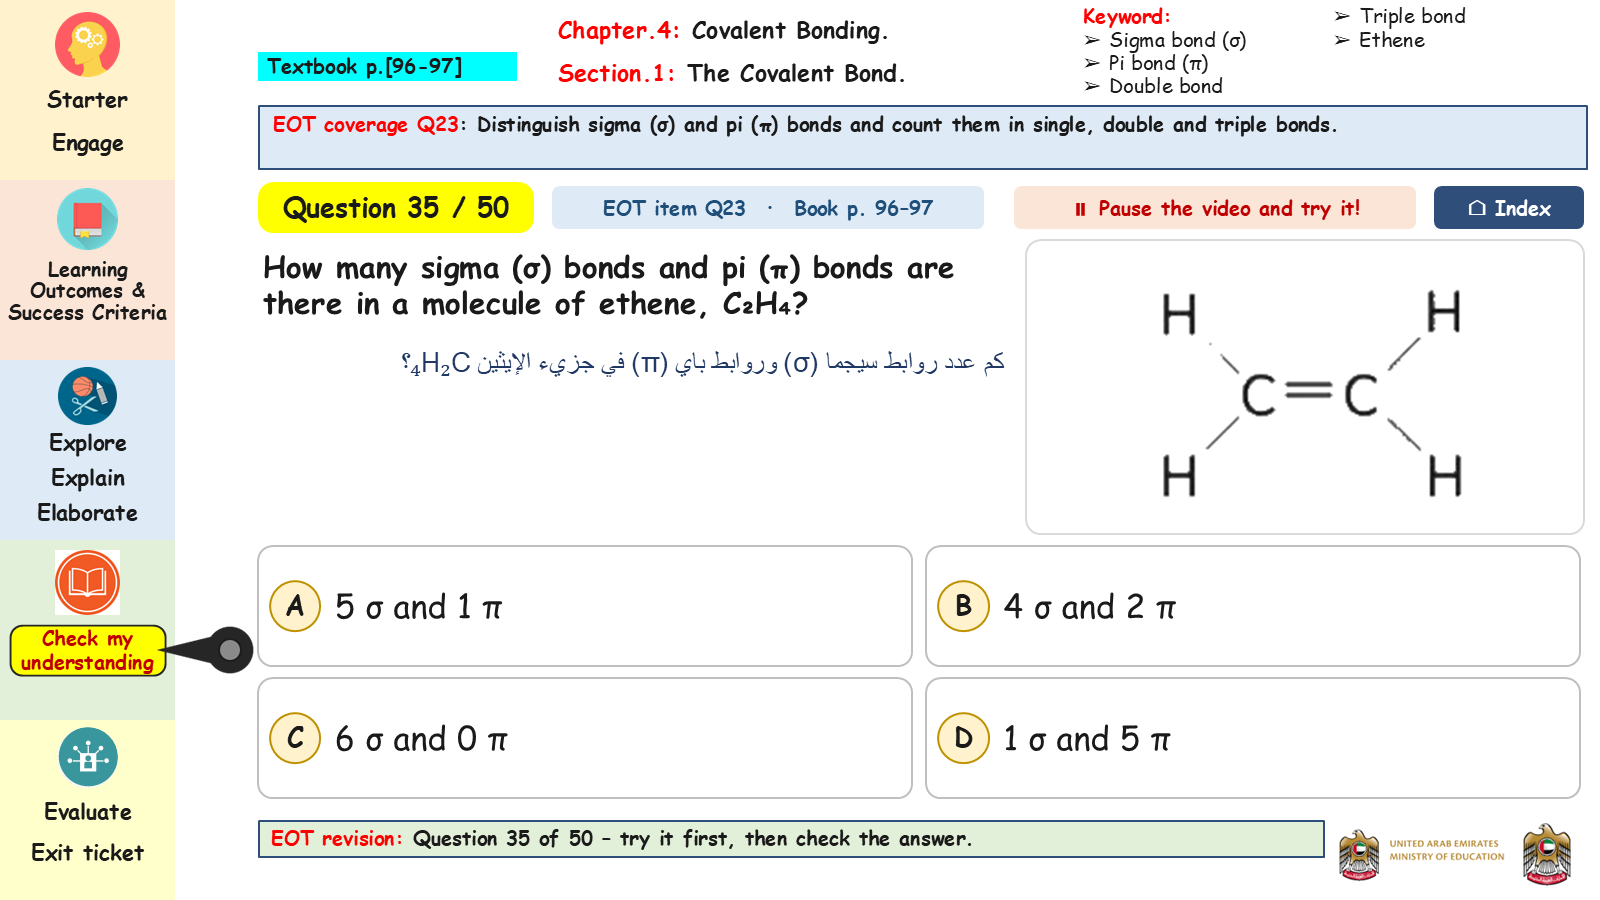 Starter
Engage
Learning
Outcomes &
Success Criteria
Explore
Explain
Elaborate
Check my
understanding
Evaluate
Exit ticket
Textbook p.[96-97]
Chapter.4: Covalent Bonding.
Section.1: The Covalent Bond.
Keyword:
➢ Sigma bond (σ)
➢ Pi bond (π)
➢ Double bond
➢ Triple bond
➢ Ethene
EOT coverage Q23: Distinguish sigma (σ) and pi (π) bonds and count them in single, double and triple bonds.
Question 35 / 50
EOT item Q23 · Book p. 96–97
⏸ Pause the video and try it!
⌂ Index
How many sigma (σ) bonds and pi (π) bonds are
there in a molecule of ethene, C₂H₄?
كم عدد روابط سيجما (σ) وروابط باي (π) في جزيء الإيثين C₂H₄؟
H H
C=C
H H
A 5 σ and 1 π
B 4 σ and 2 π
C 6 σ and 0 π
D 1 σ and 5 π
EOT revision: Question 35 of 50 – try it first, then check the answer.
UNITED ARAB EMIRATES
MINISTRY OF EDUCATION